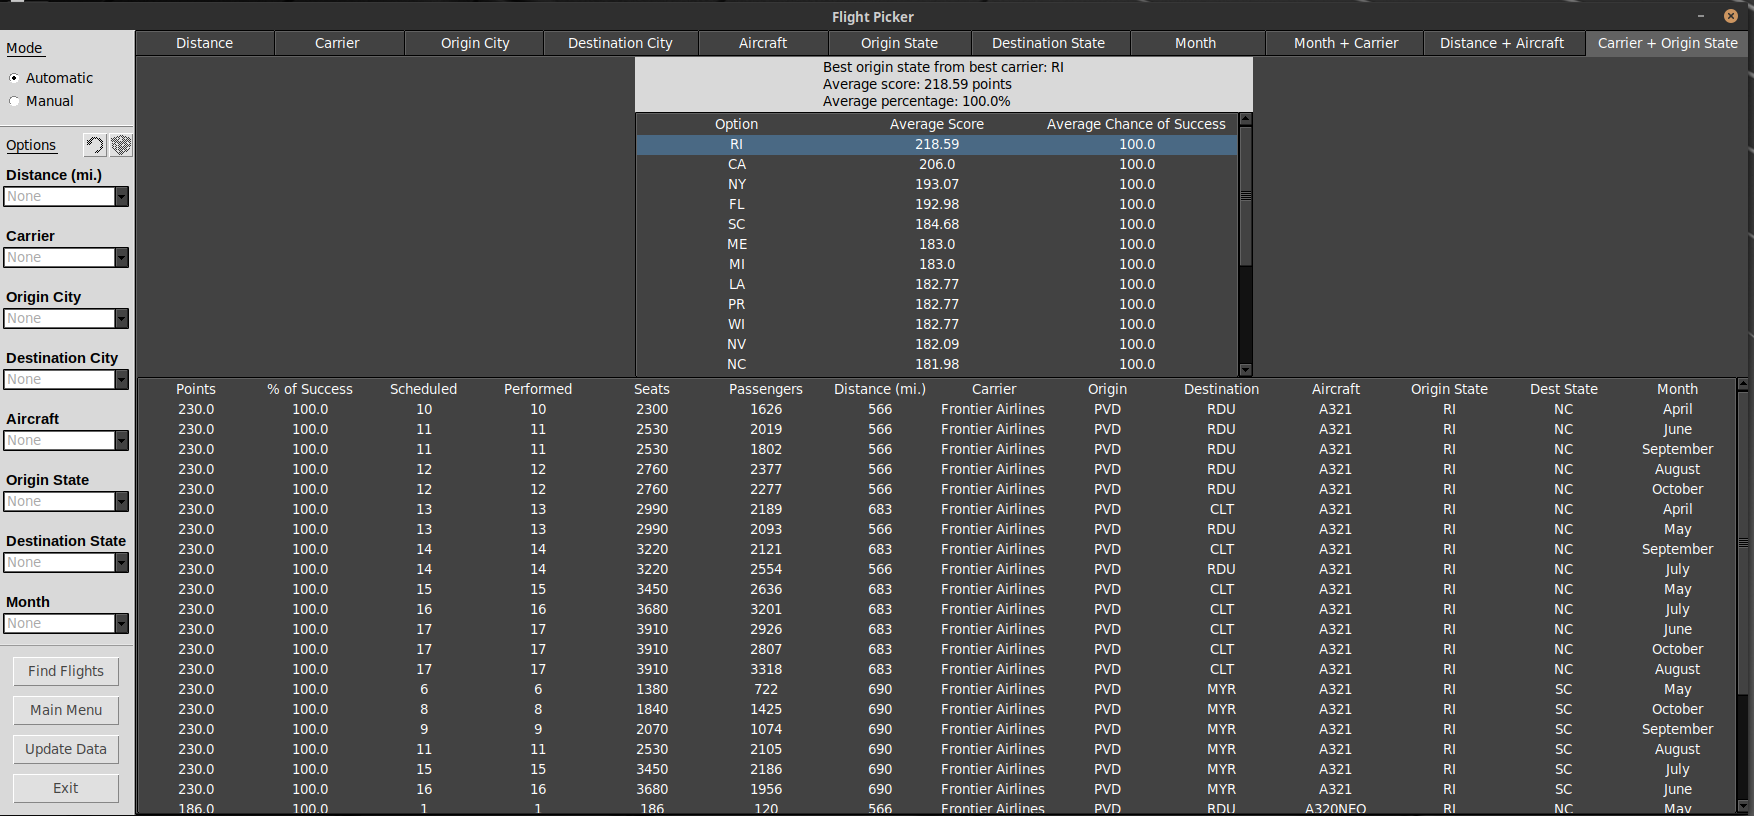 Flight Picker
Mode
Automatic
Manual
Options
Distance (mi.)
None
Carrier
None
Origin City
None
Destination City
None
Aircraft
None
Origin State
None
Destination State
None
Month
None
Find Flights
Main Menu
Update Data
Exit
Distance Carrier Origin City Destination City Aircraft Origin State Destination State Month Month + Carrier Distance + Aircraft Carrier + Origin State
Best origin state from best carrier: RI
Average score: 218.59 points
Average percentage: 100.0%
Option Average Score Average Chance of Success
RI 218.59 100.0
CA 206.0 100.0
NY 193.07 100.0
FL 192.98 100.0
SC 184.68 100.0
ME 183.0 100.0
MI 183.0 100.0
LA 182.77 100.0
PR 182.77 100.0
WI 182.77 100.0
NV 182.09 100.0
NC 181.98 100.0
Points % of Success Scheduled Performed Seats Passengers Distance (mi.) Carrier Origin Destination Aircraft Origin State Dest State Month
230.0 100.0 10 10 2300 1626 566 Frontier Airlines PVD RDU A321 RI NC April
230.0 100.0 11 11 2530 2019 566 Frontier Airlines PVD RDU A321 RI NC June
230.0 100.0 11 11 2530 1802 566 Frontier Airlines PVD RDU A321 RI NC September
230.0 100.0 12 12 2760 2377 566 Frontier Airlines PVD RDU A321 RI NC August
230.0 100.0 12 12 2760 2277 566 Frontier Airlines PVD RDU A321 RI NC October
230.0 100.0 13 13 2990 2189 683 Frontier Airlines PVD CLT A321 RI NC April
230.0 100.0 13 13 2990 2093 566 Frontier Airlines PVD RDU A321 RI NC May
230.0 100.0 14 14 3220 2121 683 Frontier Airlines PVD CLT A321 RI NC September
230.0 100.0 14 14 3220 2554 566 Frontier Airlines PVD RDU A321 RI NC July
230.0 100.0 15 15 3450 2636 683 Frontier Airlines PVD CLT A321 RI NC May
230.0 100.0 16 16 3680 3201 683 Frontier Airlines PVD CLT A321 RI NC July
230.0 100.0 17 17 3910 2926 683 Frontier Airlines PVD CLT A321 RI NC June
230.0 100.0 17 17 3910 2807 683 Frontier Airlines PVD CLT A321 RI NC October
230.0 100.0 17 17 3910 3318 683 Frontier Airlines PVD CLT A321 RI NC August
230.0 100.0 6 6 1380 722 690 Frontier Airlines PVD MYR A321 RI SC May
230.0 100.0 8 8 1840 1425 690 Frontier Airlines PVD MYR A321 RI SC October
230.0 100.0 9 9 2070 1074 690 Frontier Airlines PVD MYR A321 RI SC September
230.0 100.0 11 11 2530 2105 690 Frontier Airlines PVD MYR A321 RI SC August
230.0 100.0 15 15 3450 2186 690 Frontier Airlines PVD MYR A321 RI SC July
230.0 100.0 16 16 3680 1956 690 Frontier Airlines PVD MYR A321 RI SC June
186.0 100.0 1 1 186 120 566 Frontier Airlines PVD RDU A320NEO RI NC May